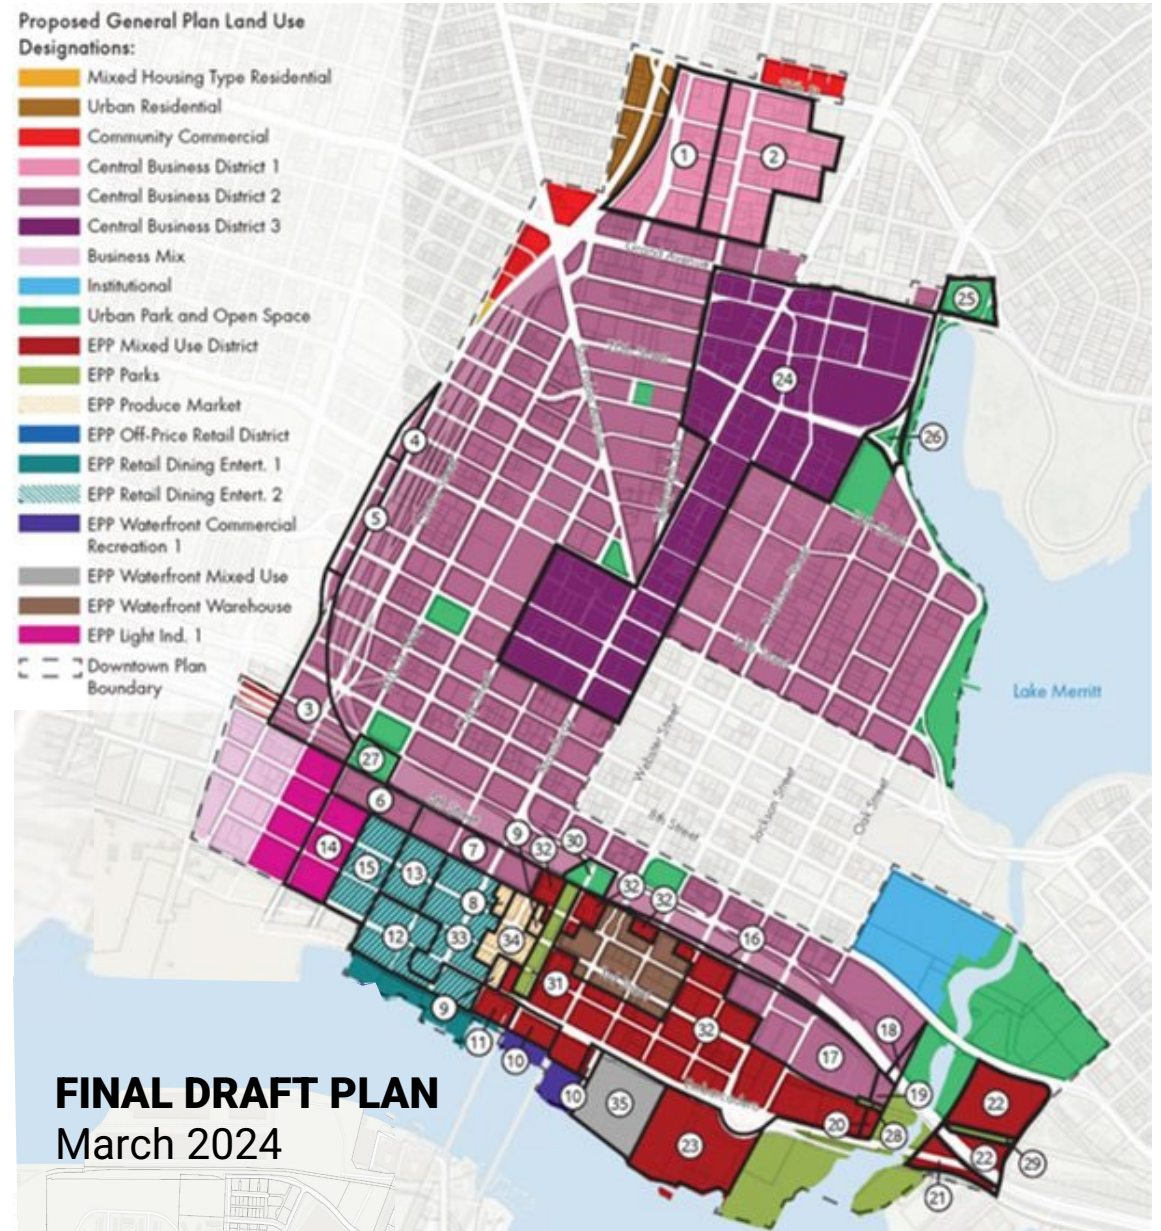 Proposed General Plan Land Use
Designations:
Mixed Housing Type Residential
Urban Residential
Community Commercial
Central Business District 1
Central Business District 2
Central Business District 3
Business Mix
Institutional
Urban Park and Open Space
EPP Mixed Use District
EPP Parks
EPP Produce Market
EPP Off-Price Retail District
EPP Retail Dining Entert. 1
EPP Retail Dining Entert. 2
EPP Waterfront Commercial
Recreation 1
EPP Waterfront Mixed Use
EPP Waterfront Warehouse
EPP Light Ind. 1
Downtown Plan
Boundary
1
2
25
24
26
4
5
Lake Merritt
3
27
Webster Street
Jackson Street
Oak Street
8th Street
6
7
9
32
30
14
15
13
8
32
32
12
33
34
16
31
9
11
10
32
17
18
10
35
19
22
20
28
23
22
29
21
FINAL DRAFT PLAN
March 2024